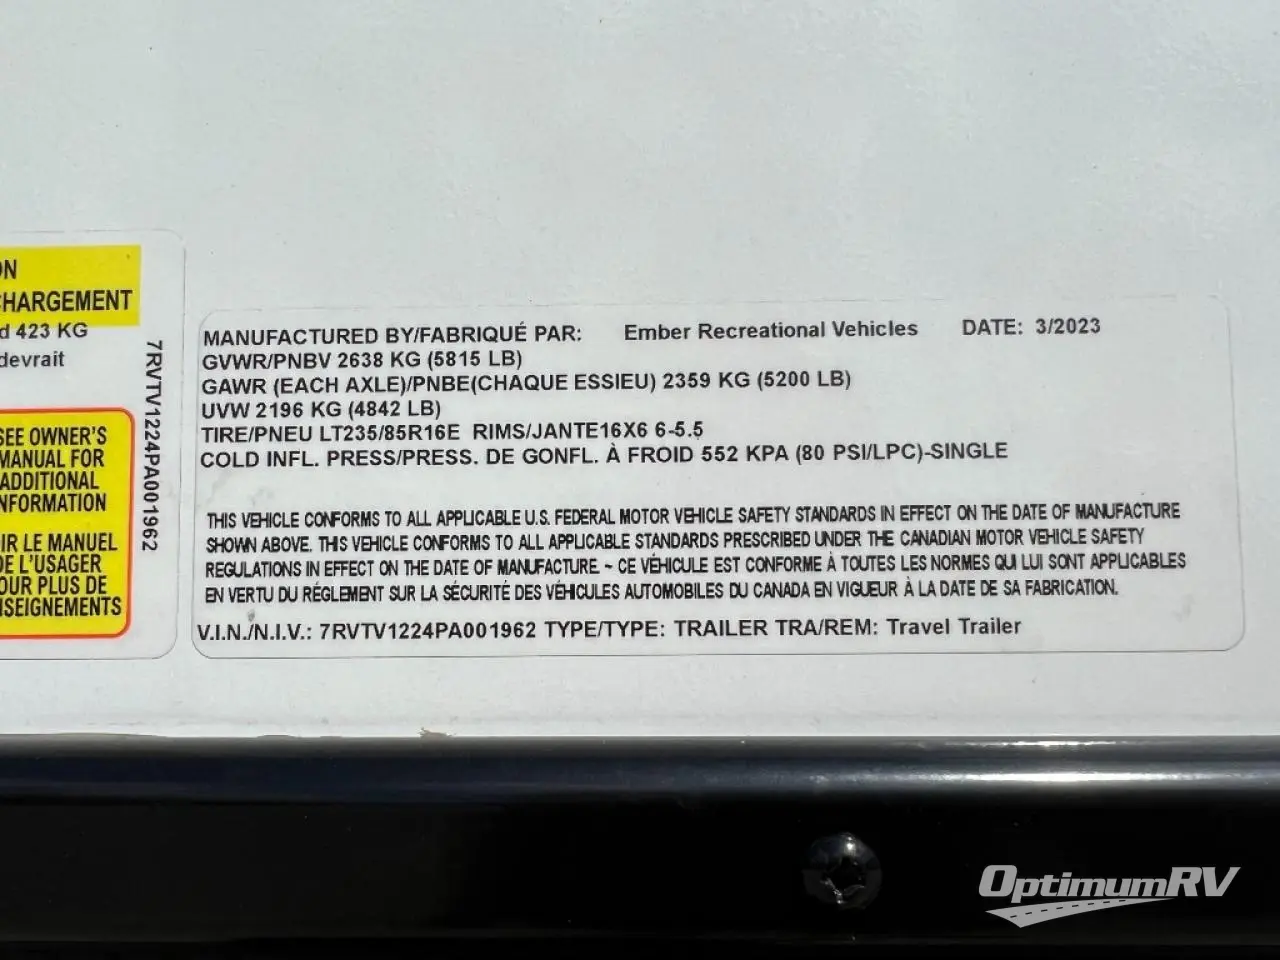 ON
CHARGEMENT
d 423 KG
devrait
SEE OWNER'S
MANUAL FOR
ADDITIONAL
NFORMATION
IR LE MANUEL
DE L'USAGER
OUR PLUS DE
NSEIGNEMENTS
7RVTV1224PA001962
MANUFACTURED BY/FABRIQUÉ PAR: Ember Recreational Vehicles DATE: 3/2023
GVWR/PNBV 2638 KG (5815 LB)
GAWR (EACH AXLE)/PNBE(CHAQUE ESSIEU) 2359 KG (5200 LB)
UVW 2196 KG (4842 LB)
TIRE/PNEU LT235/85R16E RIMS/JANTE16X6 6-5.5
COLD INFL. PRESS/PRESS. DE GONFL. À FROID 552 KPA (80 PSI/LPC)-SINGLE
THIS VEHICLE CONFORMS TO ALL APPLICABLE U.S. FEDERAL MOTOR VEHICLE SAFETY STANDARDS IN EFFECT ON THE DATE OF MANUFACTURE
SHOWN ABOVE. THIS VEHICLE CONFORMS TO ALL APPLICABLE STANDARDS PRESCRIBED UNDER THE CANADIAN MOTOR VEHICLE SAFETY
REGULATIONS IN EFFECT ON THE DATE OF MANUFACTURE ~ CE VÉHICULE EST CONFORME À TOUTES LES NORMES QUI LUI SONT APPLICABLES
EN VERTU DU RÉGLEMENT SUR LA SÉCURITÉ DES VÉHICULES AUTOMOBILES DU CANADA EN VIGUEUR À LA DATE DE SA FABRICATION.
V.I.N./N.I.V.: 7RVTV1224PA001962 TYPE/TYPE: TRAILER TRA/REM: Travel Trailer
OptimumRV